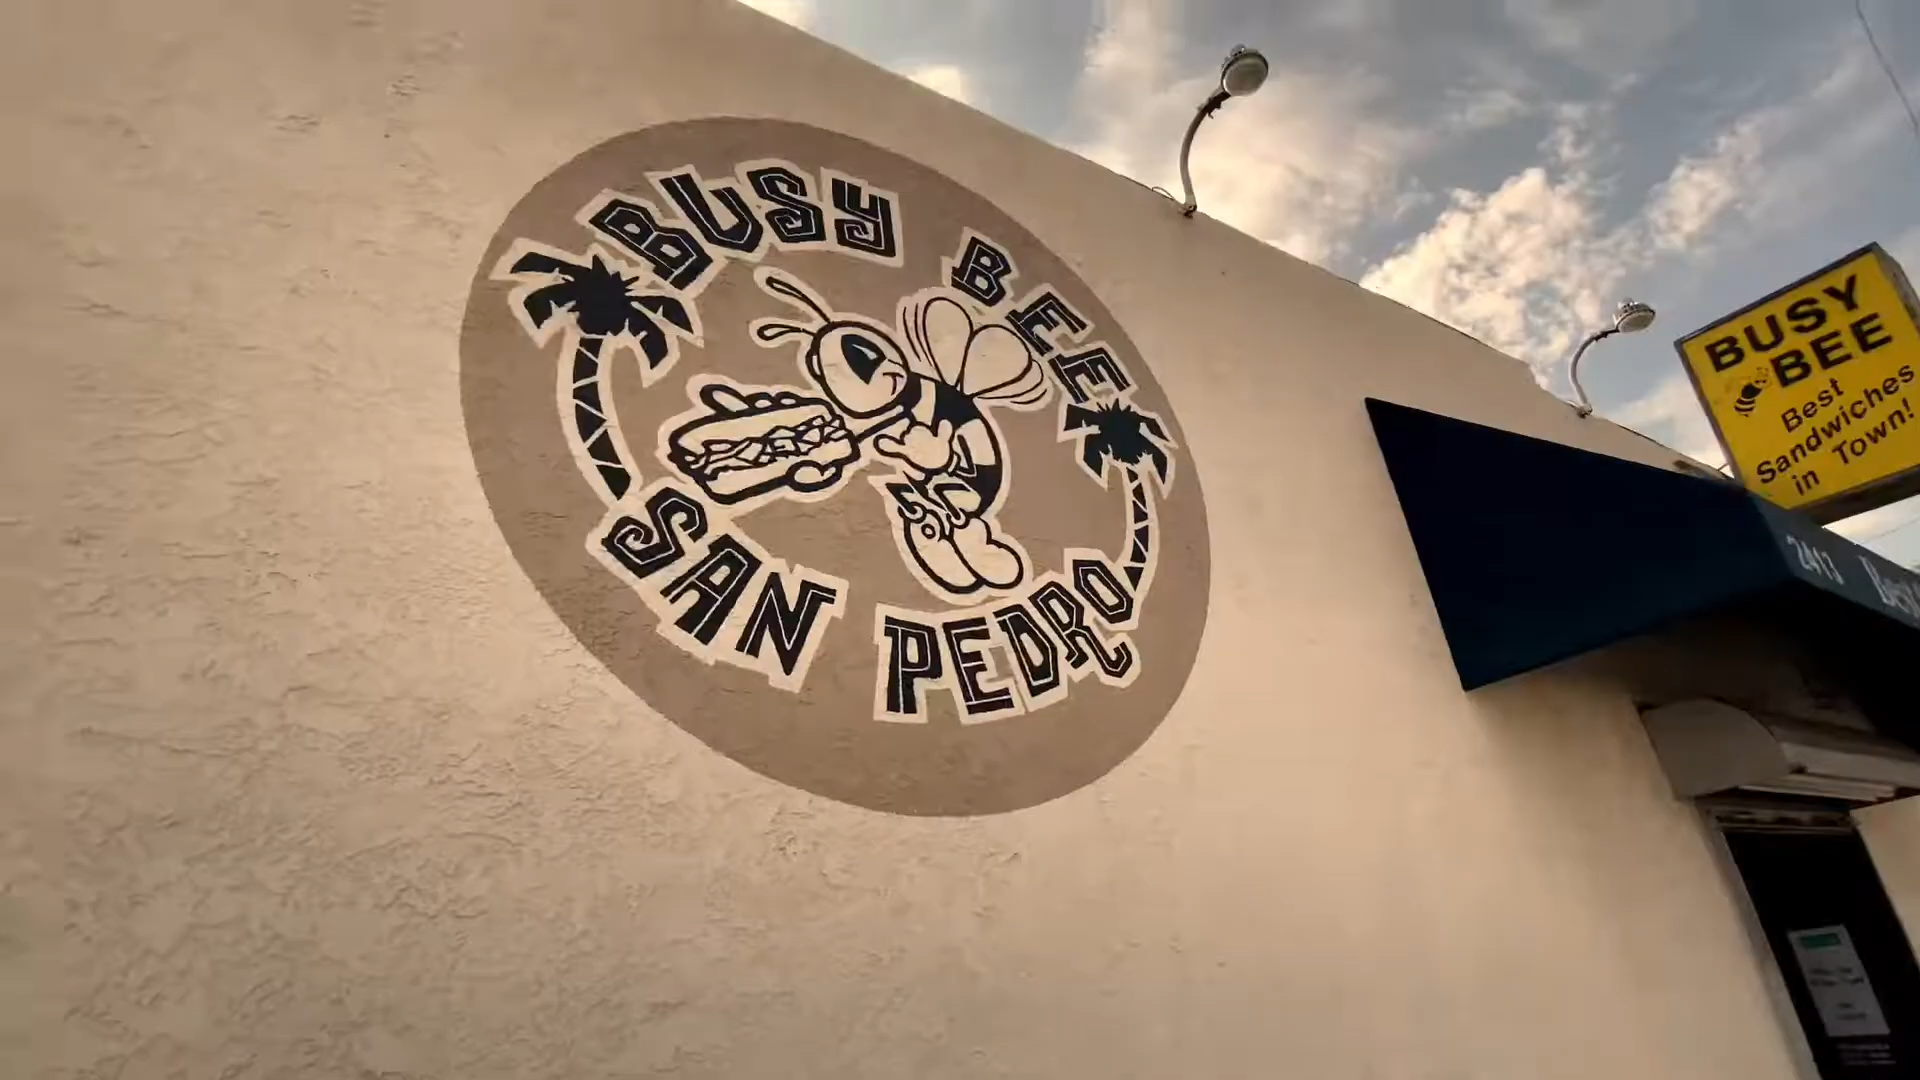 BUSY BEE
SAN PEDRO
BUSY
BEE
Best
Sandwiches
in Town!
2413